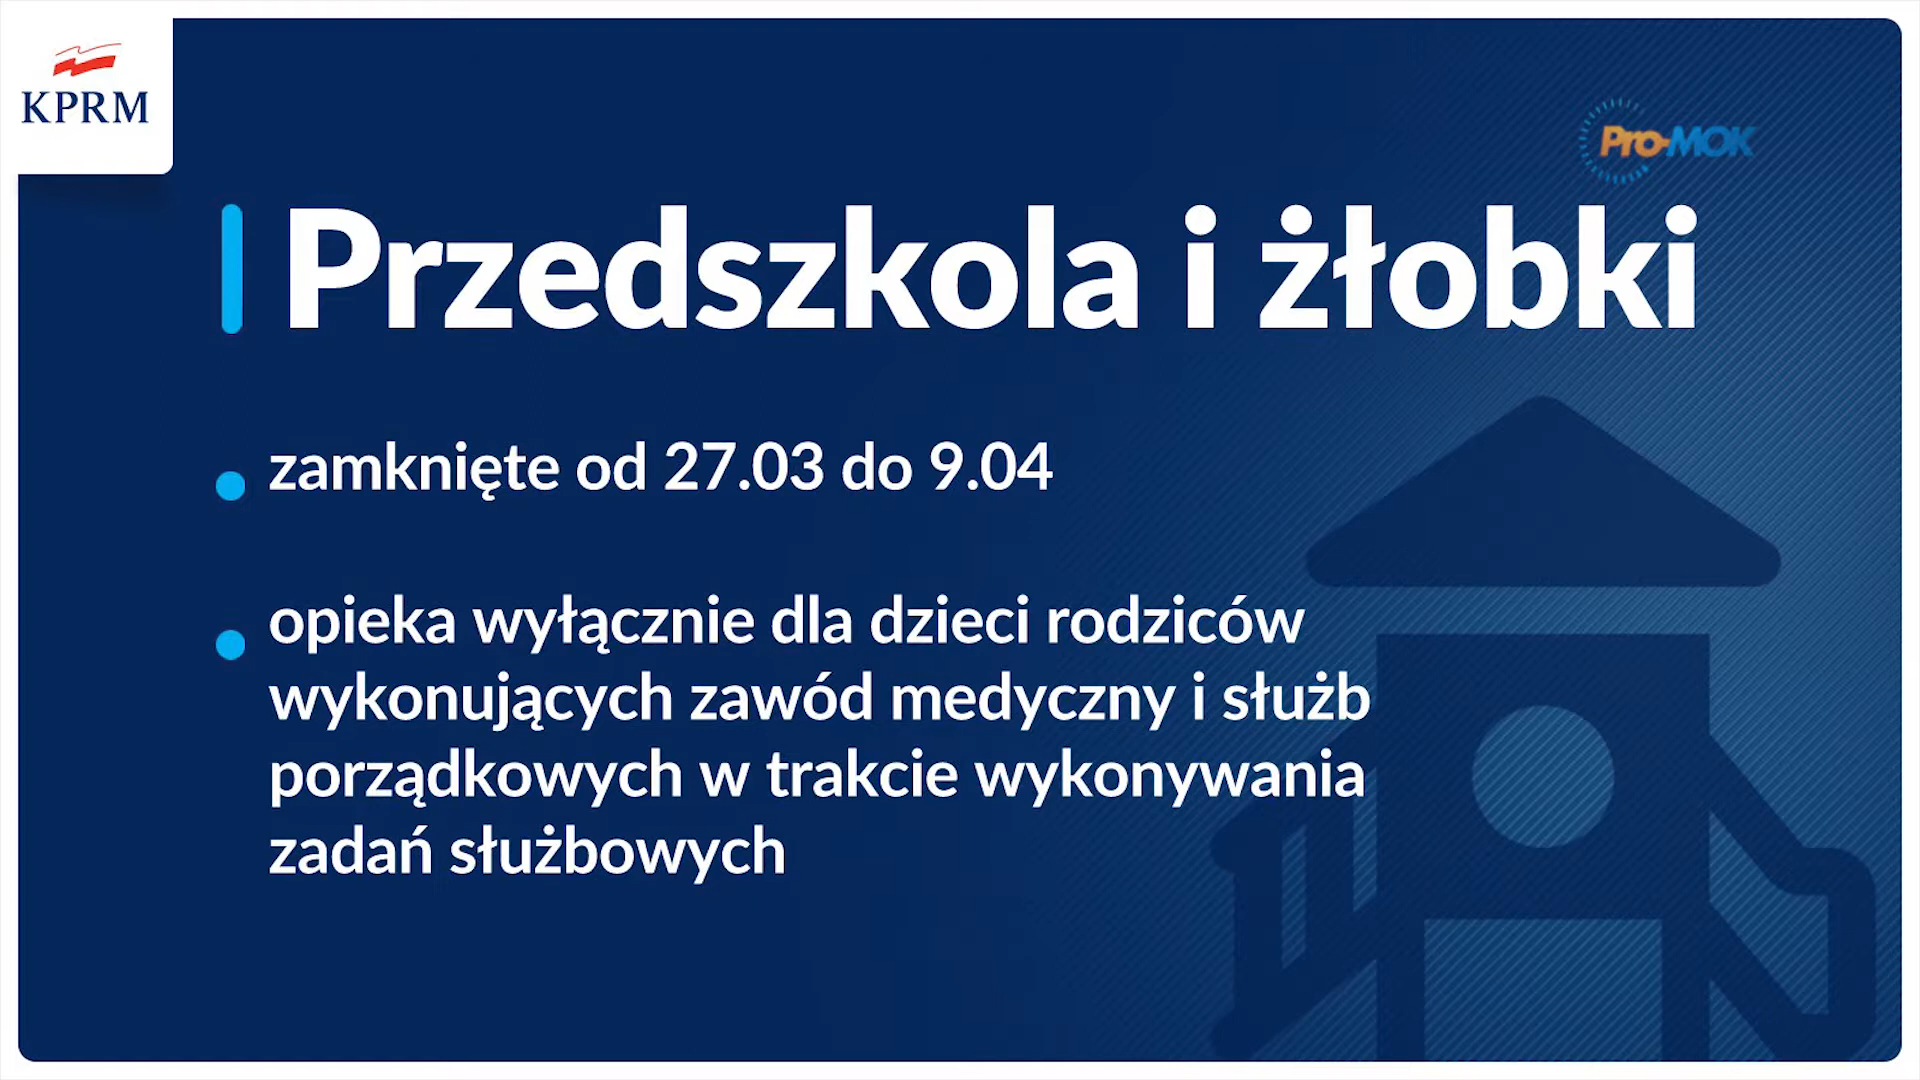 KPRM
Pro-MOK
Przedszkola i żłobki
zamknięte od 27.03 do 9.04
opieka wyłącznie dla dzieci rodziców
wykonujących zawód medyczny i służb
porządkowych w trakcie wykonywania
zadań służbowych